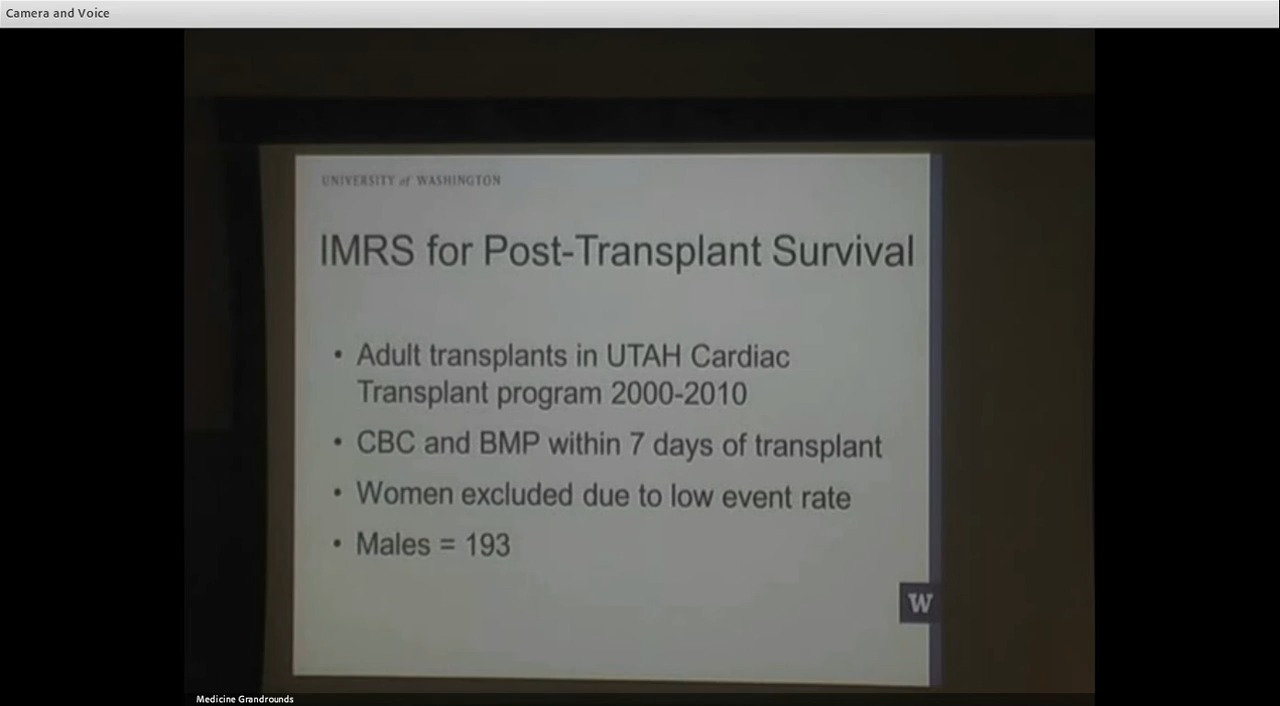 Camera and Voice
UNIVERSITY of WASHINGTON
IMRS for Post-Transplant Survival
• Adult transplants in UTAH Cardiac
Transplant program 2000-2010
• CBC and BMP within 7 days of transplant
• Women excluded due to low event rate
• Males = 193
W
Medicine Grandrounds